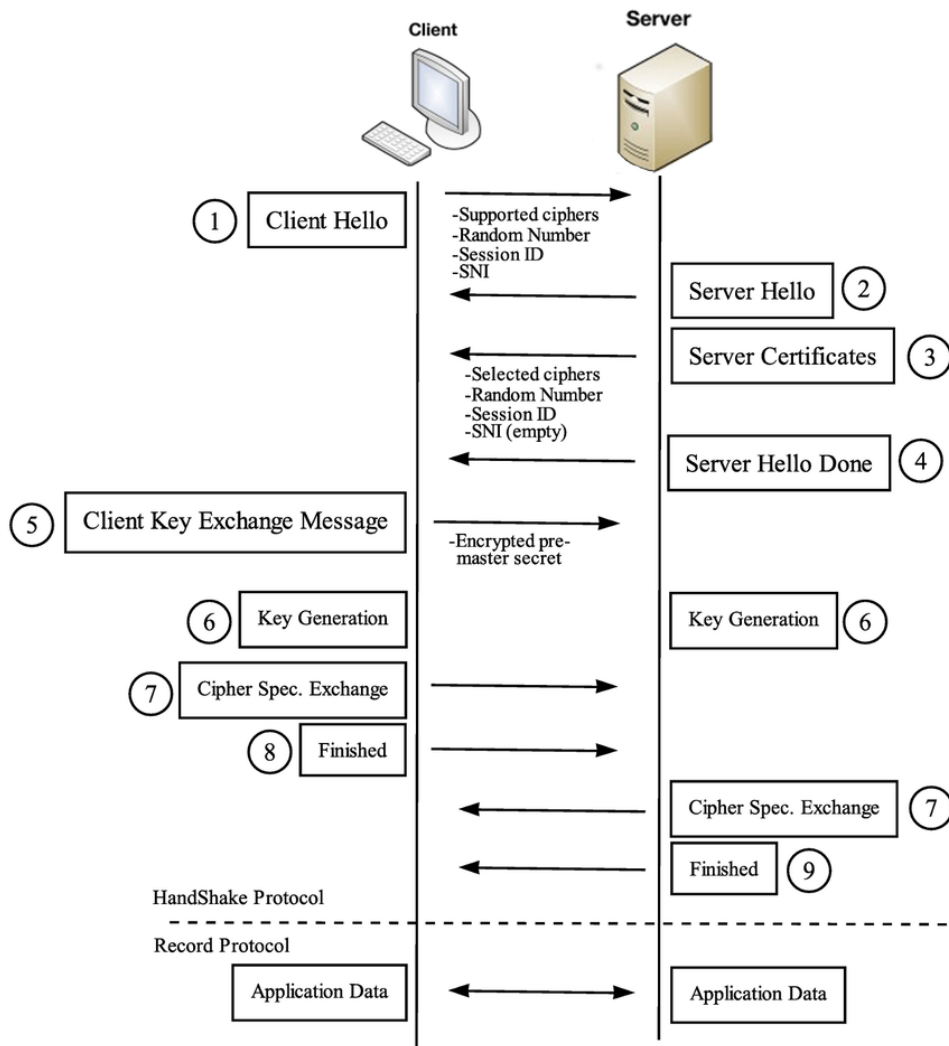 Client
Server
1
Client Hello
-Supported ciphers
-Random Number
-Session ID
-SNI
Server Hello
2
Server Certificates
3
-Selected ciphers
-Random Number
-Session ID
-SNI (empty)
Server Hello Done
4
5
Client Key Exchange Message
-Encrypted pre-
master secret
6
Key Generation
Key Generation
6
7
Cipher Spec. Exchange
8
Finished
Cipher Spec. Exchange
7
Finished
9
HandShake Protocol
Record Protocol
Application Data
Application Data